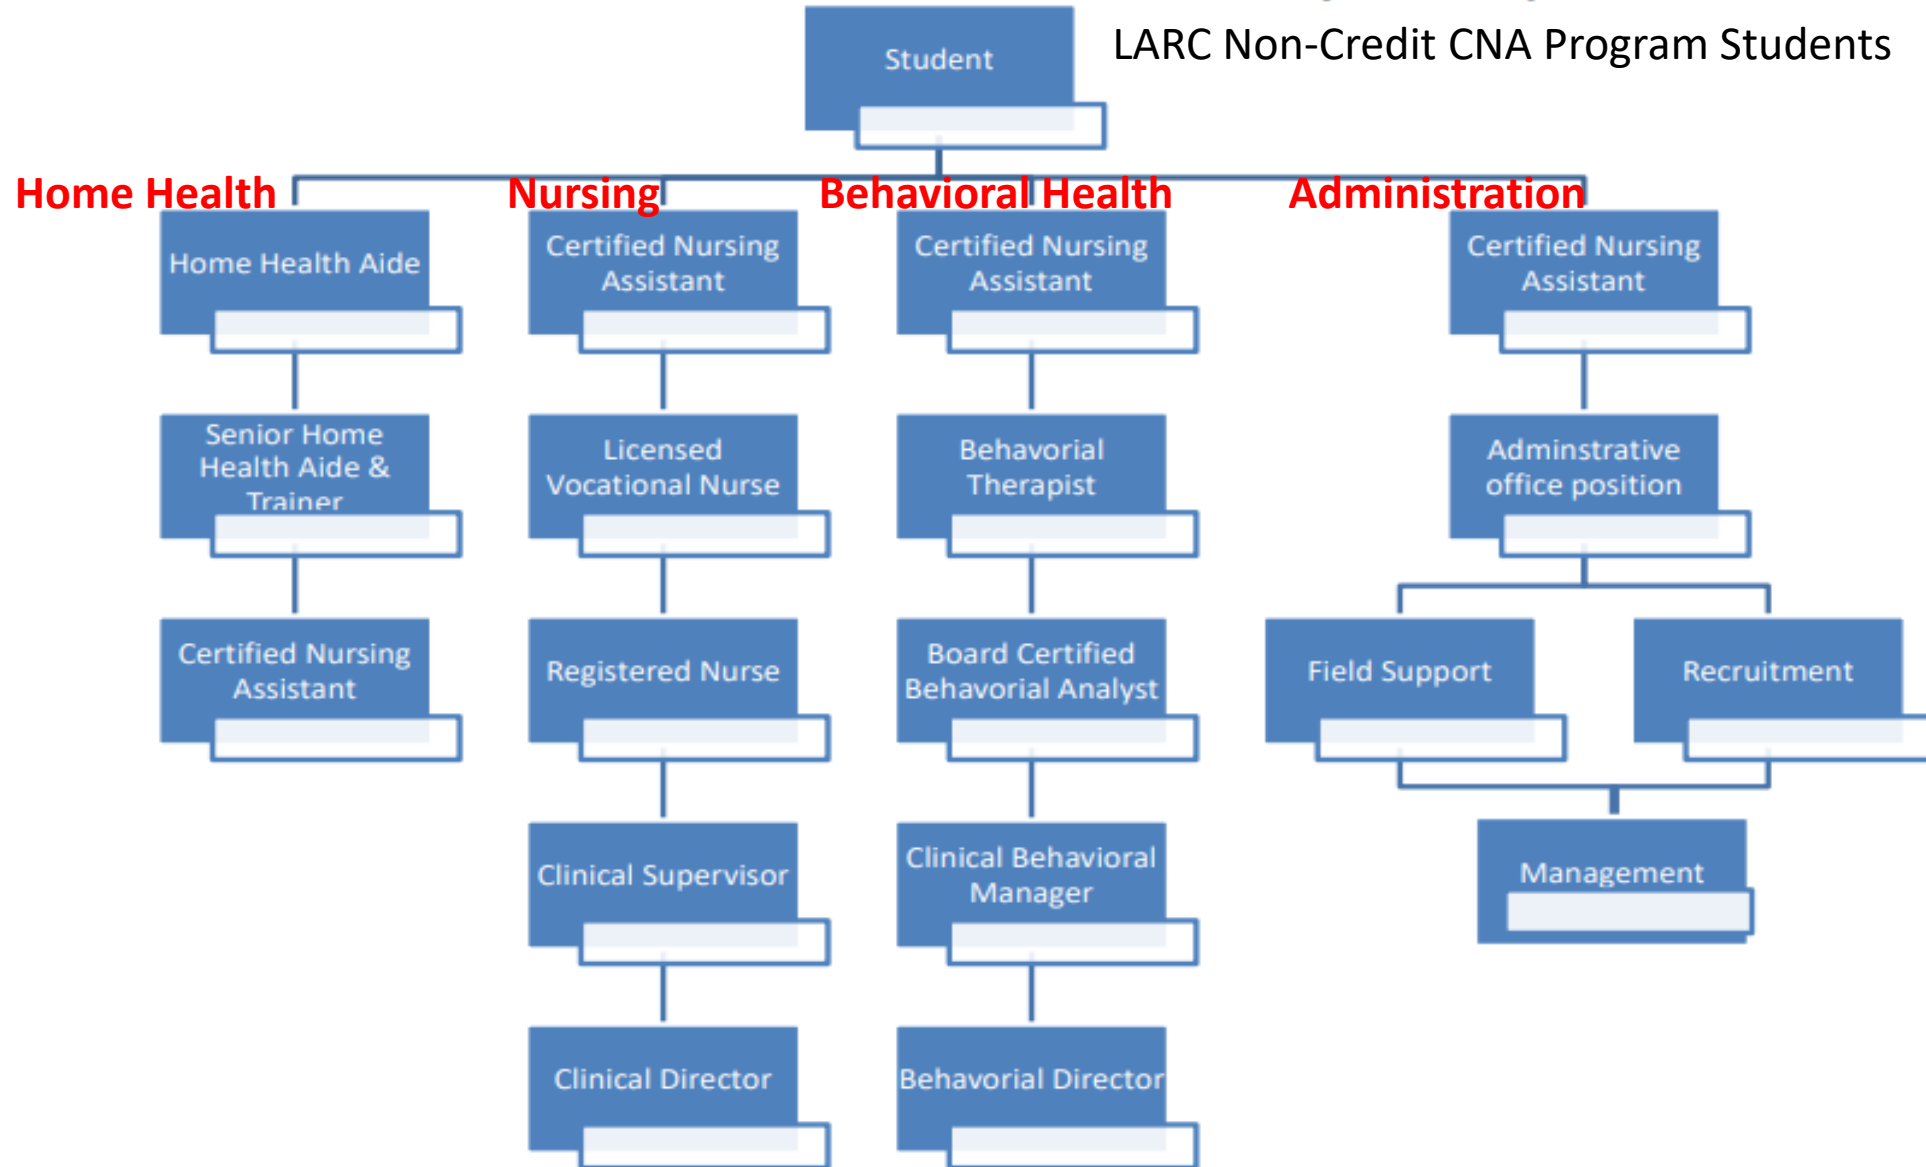 Student
LARC Non-Credit CNA Program Students
Home Health
Nursing
Behavioral Health
Administration
Home Health Aide
Certified Nursing
Assistant
Certified Nursing
Assistant
Certified Nursing
Assistant
Senior Home
Health Aide &
Trainer
Licensed
Vocational Nurse
Behavorial
Therapist
Adminstrative
office position
Certified Nursing
Assistant
Registered Nurse
Board Certified
Behavorial Analyst
Field Support
Recruitment
Clinical Supervisor
Clinical Behavioral
Manager
Management
Clinical Director
Behavorial Director